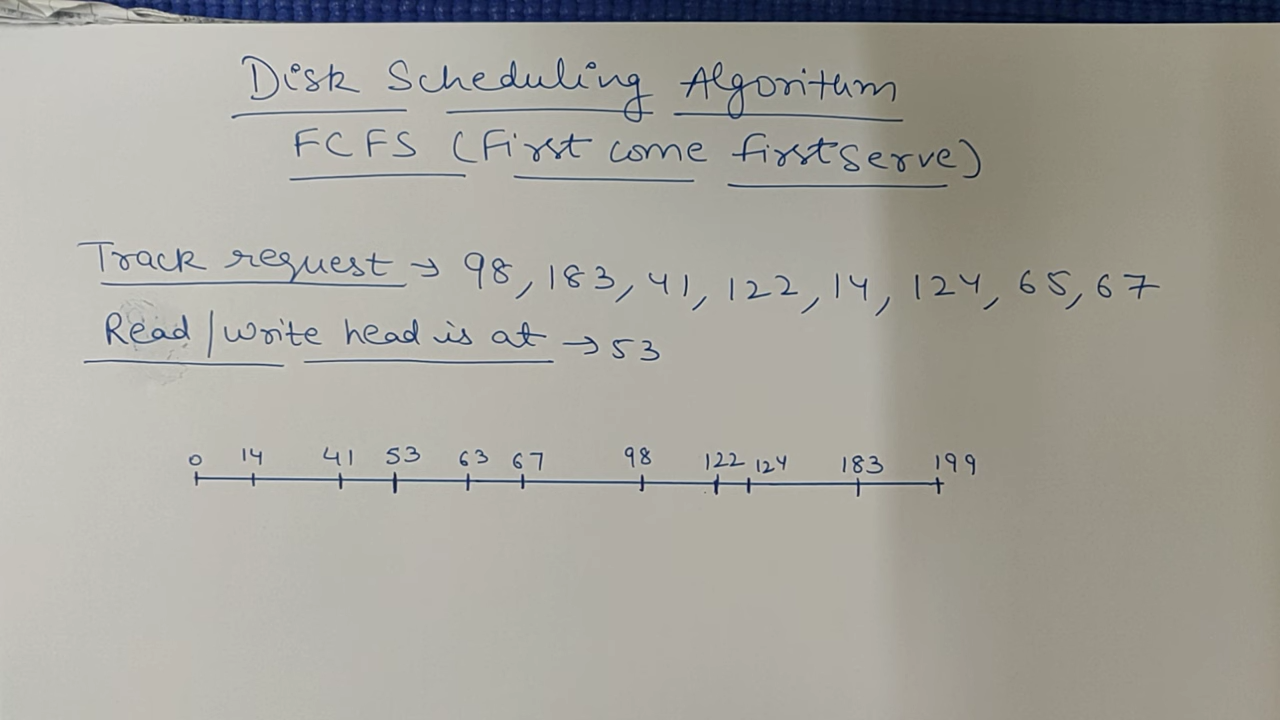 Disk Scheduling Algoritum
FCFS (First come firstserve)
Track request → 98, 183, 41, 122, 14, 124, 65, 67
Read/write head is at → 53
0 14 41 53 63 67 98 122 124 183 199